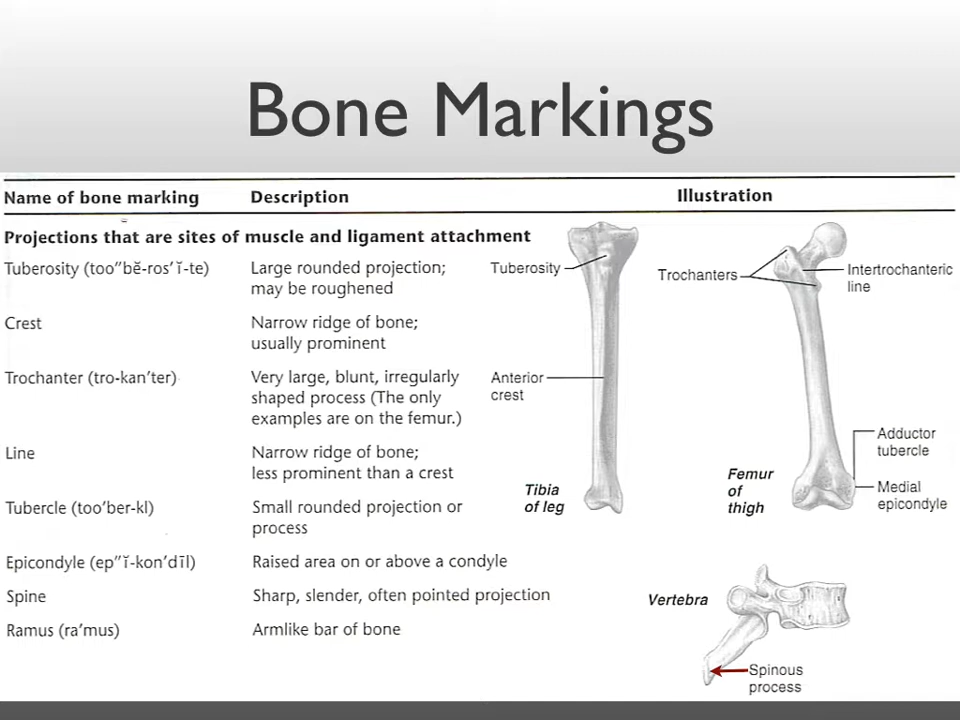 Bone Markings
Name of bone marking Description Illustration
Projections that are sites of muscle and ligament attachment
Tuberosity (too″bĕ-ros′ĭ-te) Large rounded projection;
may be roughened
Crest Narrow ridge of bone;
usually prominent
Trochanter (tro-kan′ter) Very large, blunt, irregularly
shaped process (The only
examples are on the femur.)
Line Narrow ridge of bone;
less prominent than a crest
Tubercle (too′ber-kl) Small rounded projection or
process
Epicondyle (ep″ĭ-kon′dīl) Raised area on or above a condyle
Spine Sharp, slender, often pointed projection
Ramus (ra′mus) Armlike bar of bone
Tuberosity
Anterior
crest
Tibia
of leg
Trochanters
Intertrochanteric
line
Adductor
tubercle
Medial
epicondyle
Femur
of
thigh
Vertebra
Spinous
process